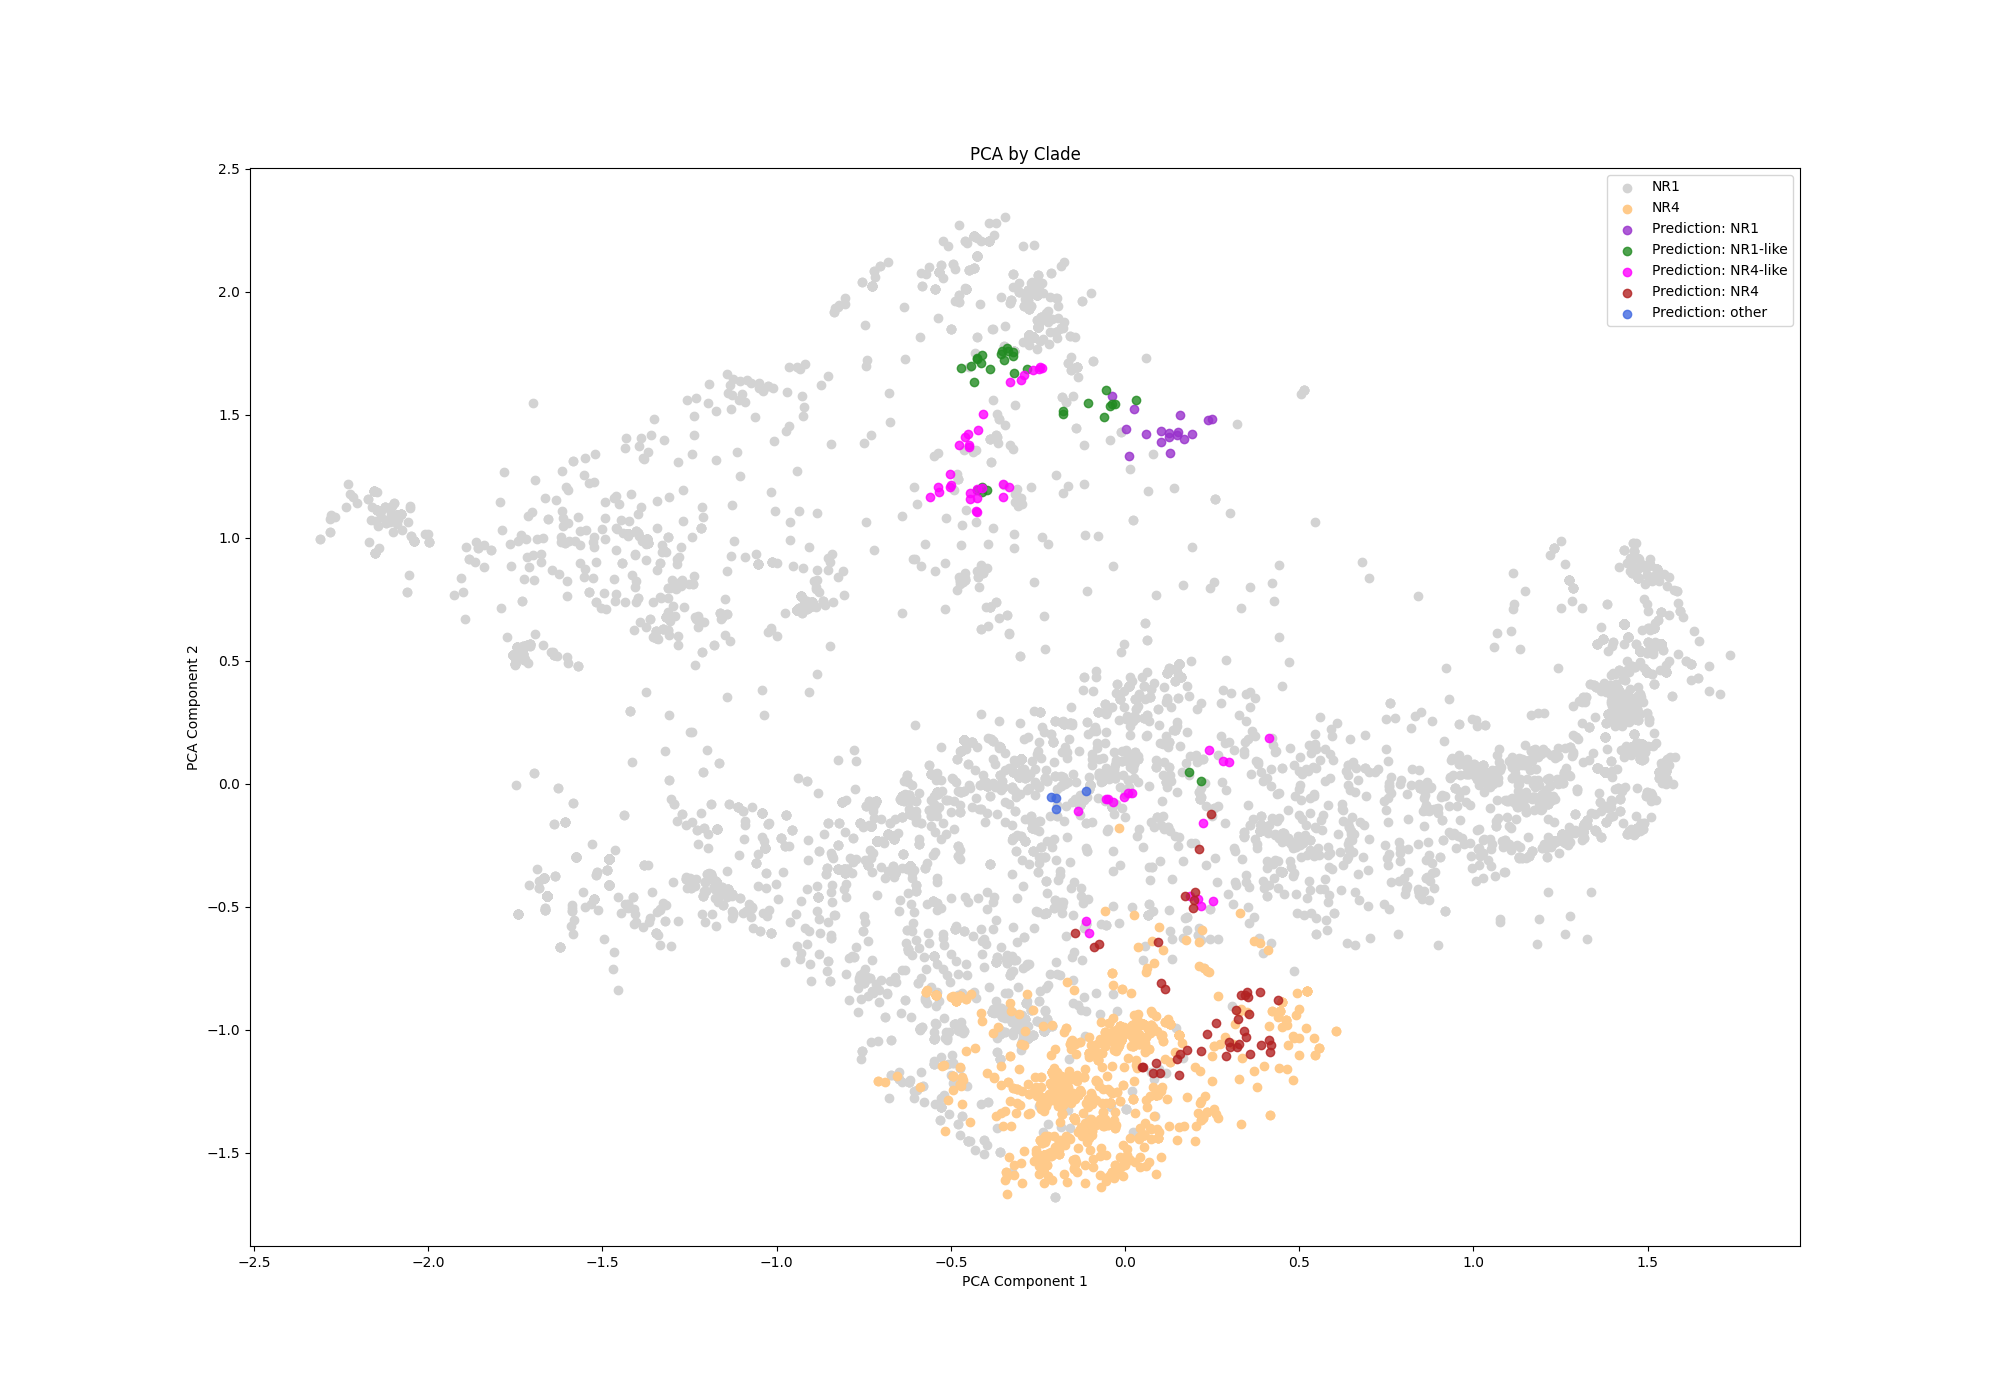 PCA by Clade
NR1
NR4
Prediction: NR1
Prediction: NR1-like
Prediction: NR4-like
Prediction: NR4
Prediction: other
PCA Component 2
2.5
2.0
1.5
1.0
0.5
0.0
−0.5
−1.0
−1.5
−2.5 −2.0 −1.5 −1.0 −0.5 0.0 0.5 1.0 1.5
PCA Component 1